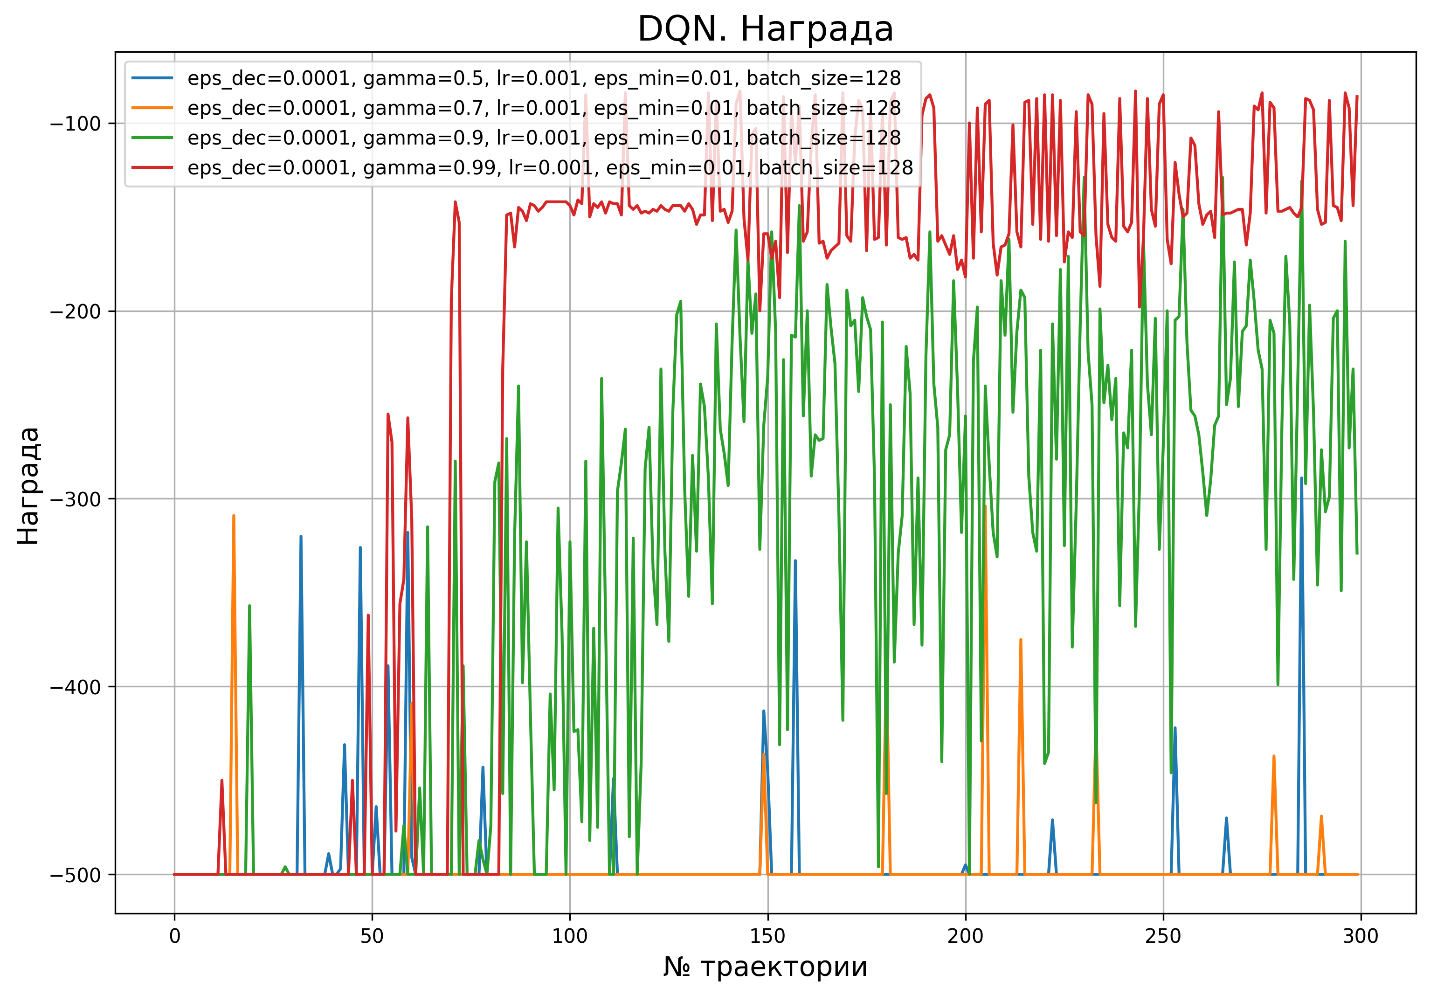 DQN. Награда
eps_dec=0.0001, gamma=0.5, lr=0.001, eps_min=0.01, batch_size=128
eps_dec=0.0001, gamma=0.7, lr=0.001, eps_min=0.01, batch_size=128
eps_dec=0.0001, gamma=0.9, lr=0.001, eps_min=0.01, batch_size=128
eps_dec=0.0001, gamma=0.99, lr=0.001, eps_min=0.01, batch_size=128
−100
−200
−300
−400
−500
Награда
0 50 100 150 200 250 300
№ траектории